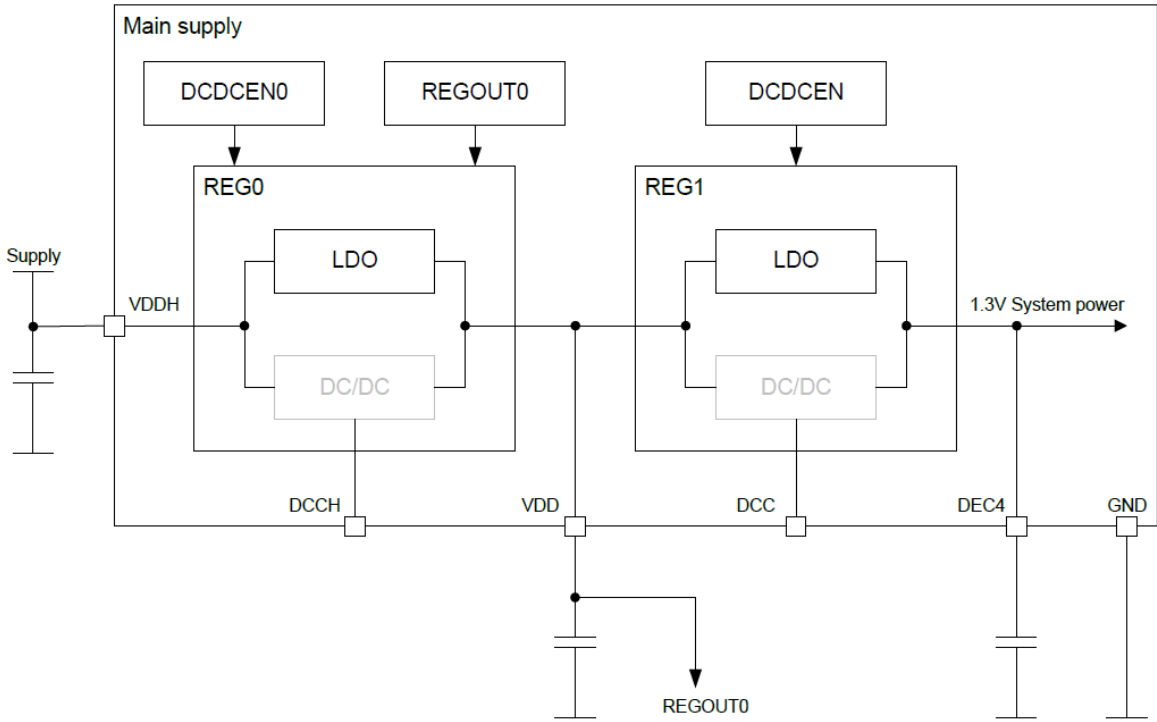 Main supply
DCDCEN0
REGOUT0
DCDCEN
REG0
REG1
LDO
LDO
Supply
VDDH
1.3V System power
DC/DC
DC/DC
DCCH
VDD
DCC
DEC4
GND
REGOUT0